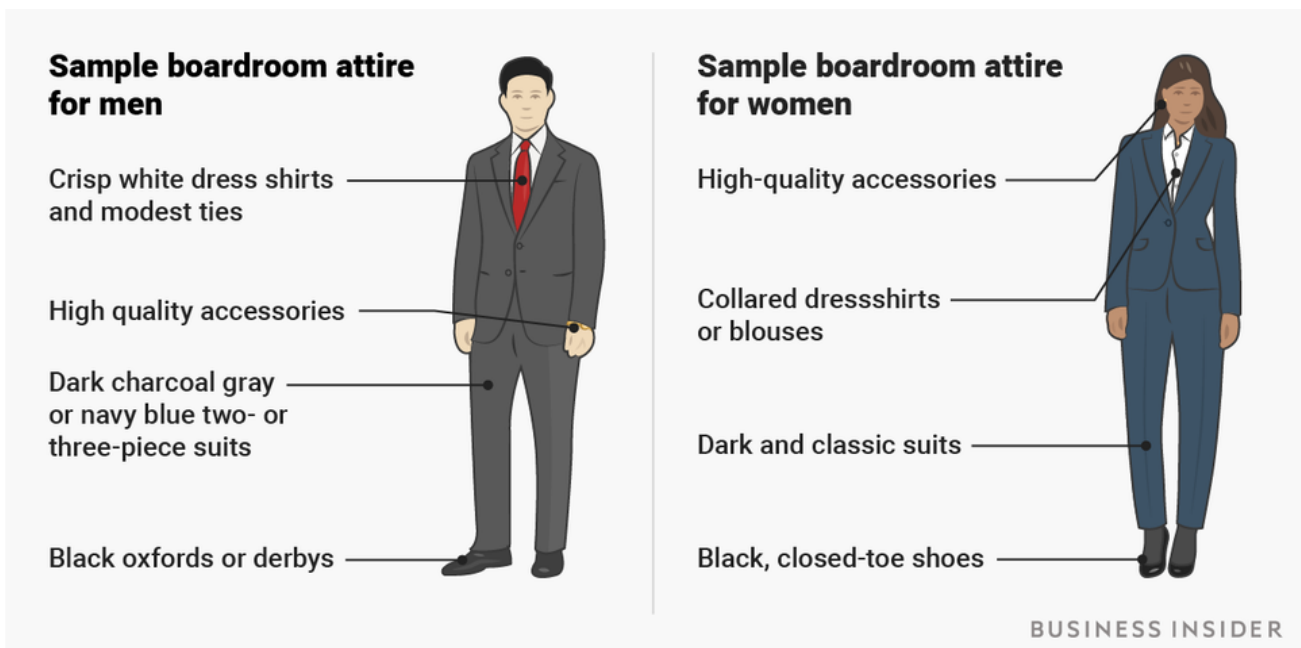 Sample boardroom attire
for men
Crisp white dress shirts
and modest ties
High quality accessories
Dark charcoal gray
or navy blue two- or
three-piece suits
Black oxfords or derbys
Sample boardroom attire
for women
High-quality accessories
Collared dressshirts
or blouses
Dark and classic suits
Black, closed-toe shoes
BUSINESS INSIDER